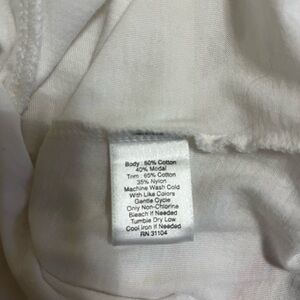 Body : 60% Cotton
40% Modal
Trim : 65% Cotton
35% Nylon
Machine Wash Cold
With Like Colors
Gentle Cycle
Only Non-Chlorine
Bleach If Needed
Tumble Dry Low
Cool Iron If Needed
RN 31104